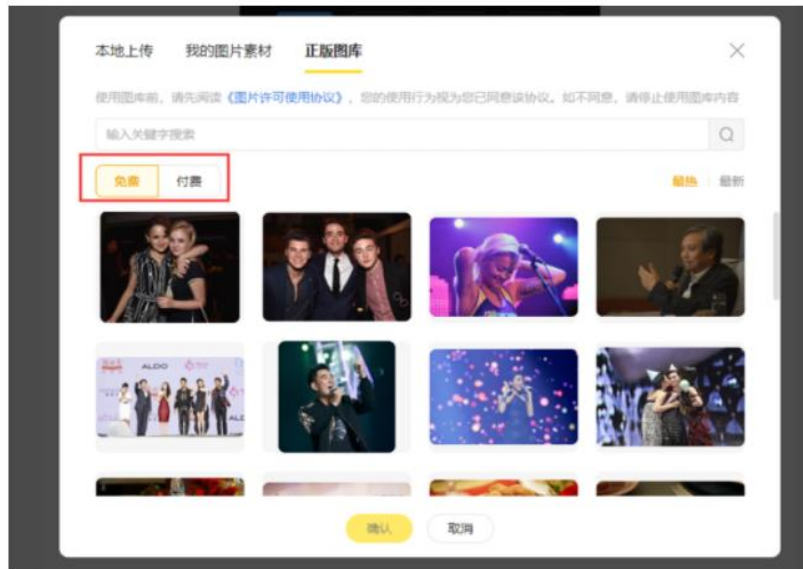 本地上传 我的图片素材 正版图库
使用图库前，请先阅读《图片许可使用协议》，您的使用行为视为您已同意该协议。如不同意，请停止使用图库内容
输入关键字搜索
免费 付费 最热 最新
ALDO
确认 取消